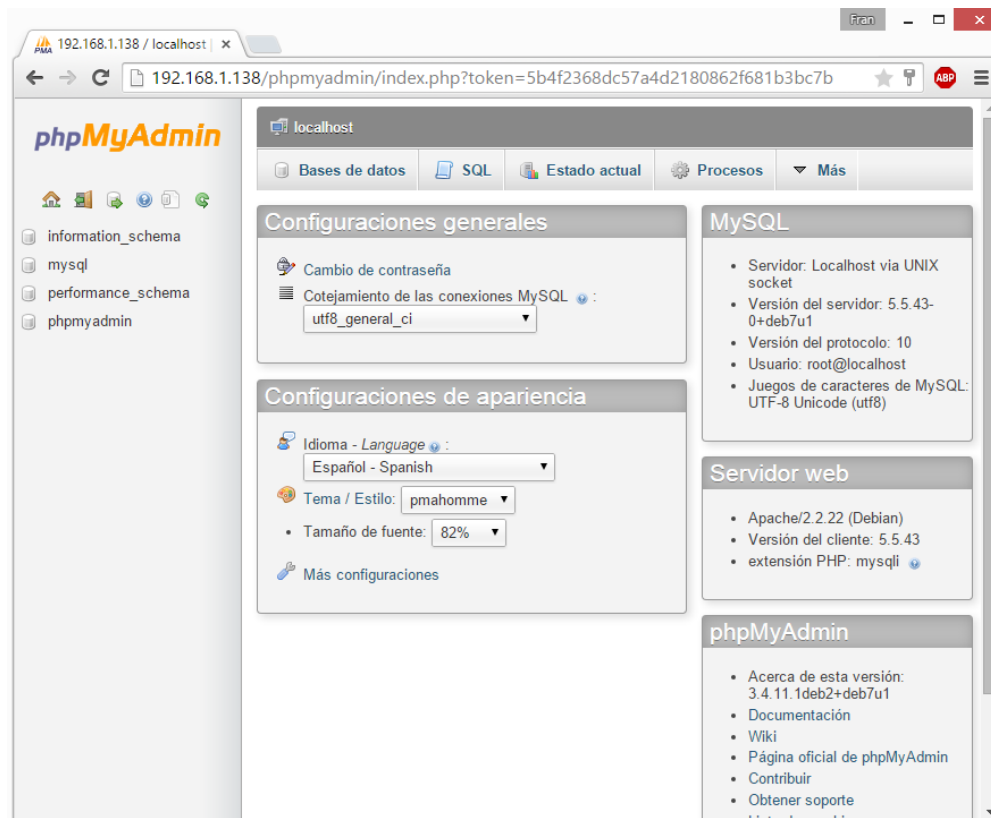 Fran
192.168.1.138 / localhost |
192.168.1.138/phpmyadmin/index.php?token=5b4f2368dc57a4d2180862f681b3bc7b
ABP
phpMyAdmin
information_schema
mysql
performance_schema
phpmyadmin
localhost
Bases de datos
SQL
Estado actual
Procesos
Más
Configuraciones generales
Cambio de contraseña
Cotejamiento de las conexiones MySQL :
utf8_general_ci
Configuraciones de apariencia
Idioma - Language :
Español - Spanish
Tema / Estilo: pmahomme
• Tamaño de fuente: 82%
Más configuraciones
MySQL
• Servidor: Localhost via UNIX
socket
• Versión del servidor: 5.5.43-
0+deb7u1
• Versión del protocolo: 10
• Usuario: root@localhost
• Juegos de caracteres de MySQL:
UTF-8 Unicode (utf8)
Servidor web
• Apache/2.2.22 (Debian)
• Versión del cliente: 5.5.43
• extensión PHP: mysqli
phpMyAdmin
• Acerca de esta versión:
3.4.11.1deb2+deb7u1
• Documentación
• Wiki
• Página oficial de phpMyAdmin
• Contribuir
• Obtener soporte